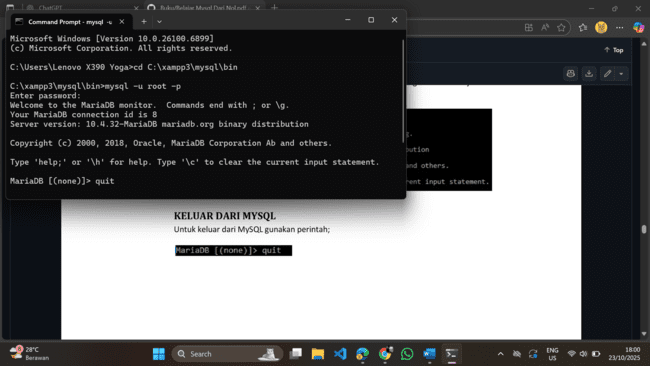 ChatGPT
Buku/Belajar Mysql Dari Nol.pdf
Command Prompt - mysql -u
Microsoft Windows [Version 10.0.26100.6899]
(c) Microsoft Corporation. All rights reserved.
C:\Users\Lenovo X390 Yoga>cd C:\xampp3\mysql\bin
C:\xampp3\mysql\bin>mysql -u root -p
Enter password:
Welcome to the MariaDB monitor.  Commands end with ; or \g.
Your MariaDB connection id is 8
Server version: 10.4.32-MariaDB mariadb.org binary distribution
Copyright (c) 2000, 2018, Oracle, MariaDB Corporation Ab and others.
Type 'help;' or '\h' for help. Type '\c' to clear the current input statement.
MariaDB [(none)]> quit
Top
bution
nd others.
rent input statement.
KELUAR DARI MYSQL
Untuk keluar dari MySQL gunakan perintah;
MariaDB [(none)]> quit
28°C
Berawan
Search
ENG
US
18:00
23/10/2025